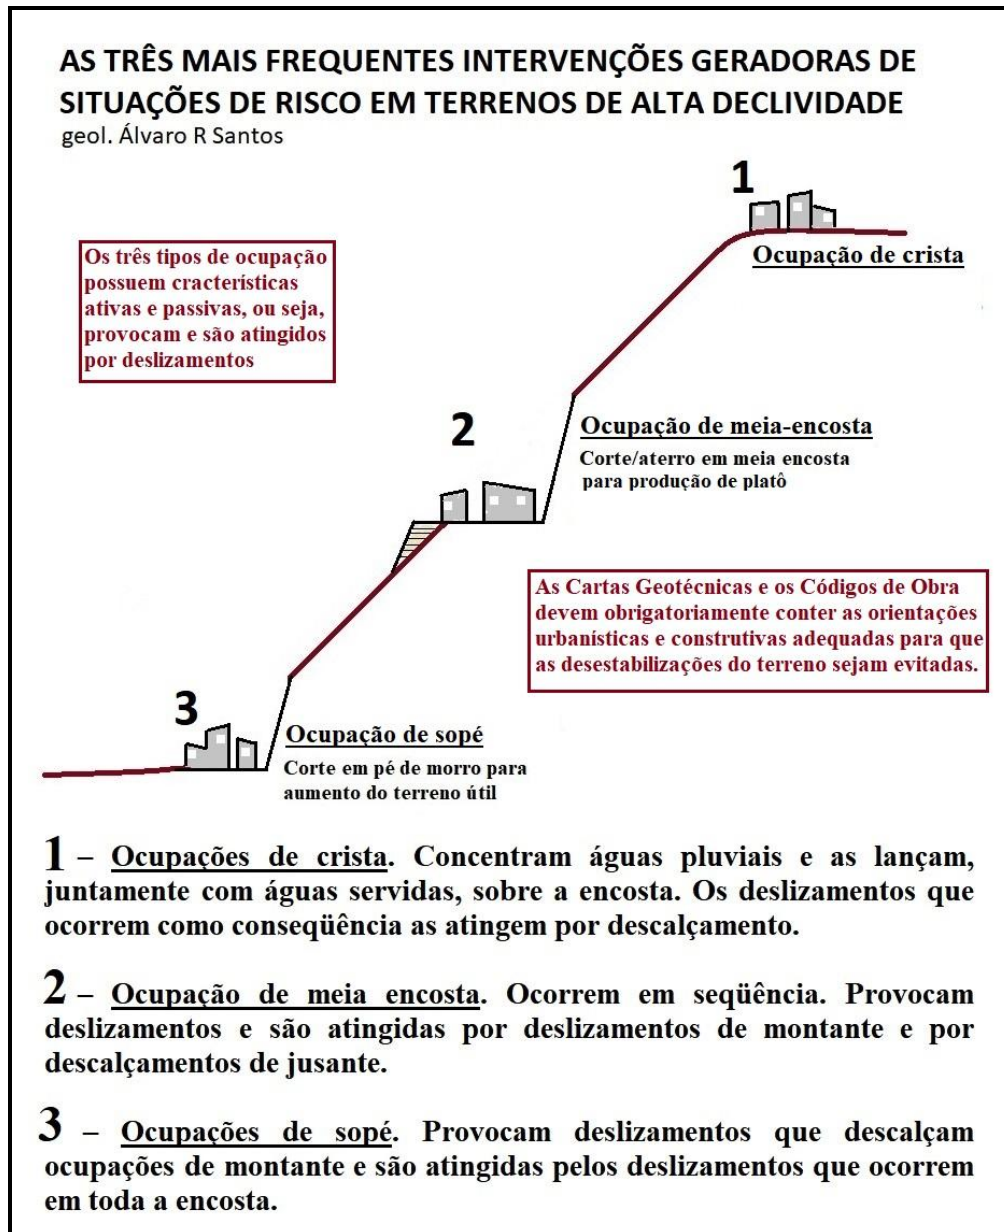 AS TRÊS MAIS FREQUENTES INTERVENÇÕES GERADORAS DE
SITUAÇÕES DE RISCO EM TERRENOS DE ALTA DECLIVIDADE
geol. Álvaro R Santos
1
Ocupação de crista
Os três tipos de ocupação
possuem cracterísticas
ativas e passivas, ou seja,
provocam e são atingidos
por deslizamentos
2
Ocupação de meia-encosta
Corte/aterro em meia encosta
para produção de platô
As Cartas Geotécnicas e os Códigos de Obra
devem obrigatoriamente conter as orientações
urbanísticas e construtivas adequadas para que
as desestabilizações do terreno sejam evitadas.
3
Ocupação de sopé
Corte em pé de morro para
aumento do terreno útil
1 – Ocupações de crista. Concentram águas pluviais e as lançam,
juntamente com águas servidas, sobre a encosta. Os deslizamentos que
ocorrem como conseqüência as atingem por descalçamento.
2 – Ocupação de meia encosta. Ocorrem em seqüência. Provocam
deslizamentos e são atingidas por deslizamentos de montante e por
descalçamentos de jusante.
3 – Ocupações de sopé. Provocam deslizamentos que descalçam
ocupações de montante e são atingidas pelos deslizamentos que ocorrem
em toda a encosta.